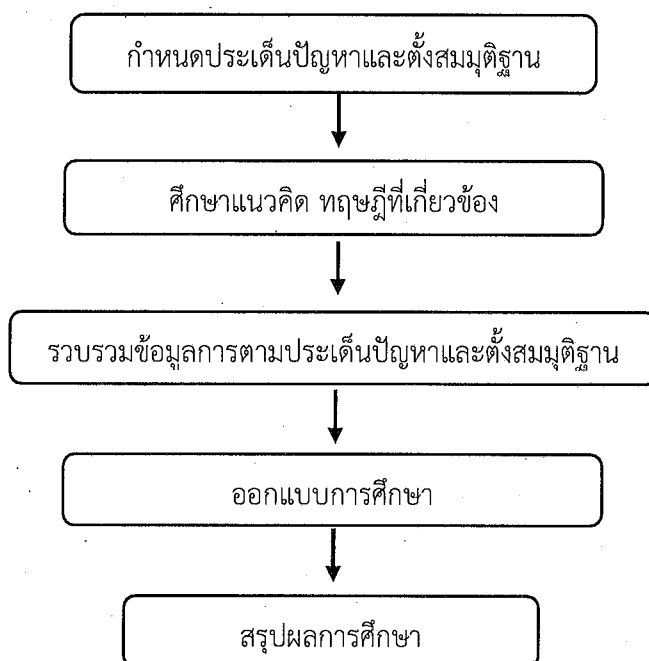 กำหนดประเด็นปัญหาและตั้งสมมุติฐาน
ศึกษาแนวคิด ทฤษฎีที่เกี่ยวข้อง
รวบรวมข้อมูลการตามประเด็นปัญหาและตั้งสมมุติฐาน
ออกแบบการศึกษา
สรุปผลการศึกษา